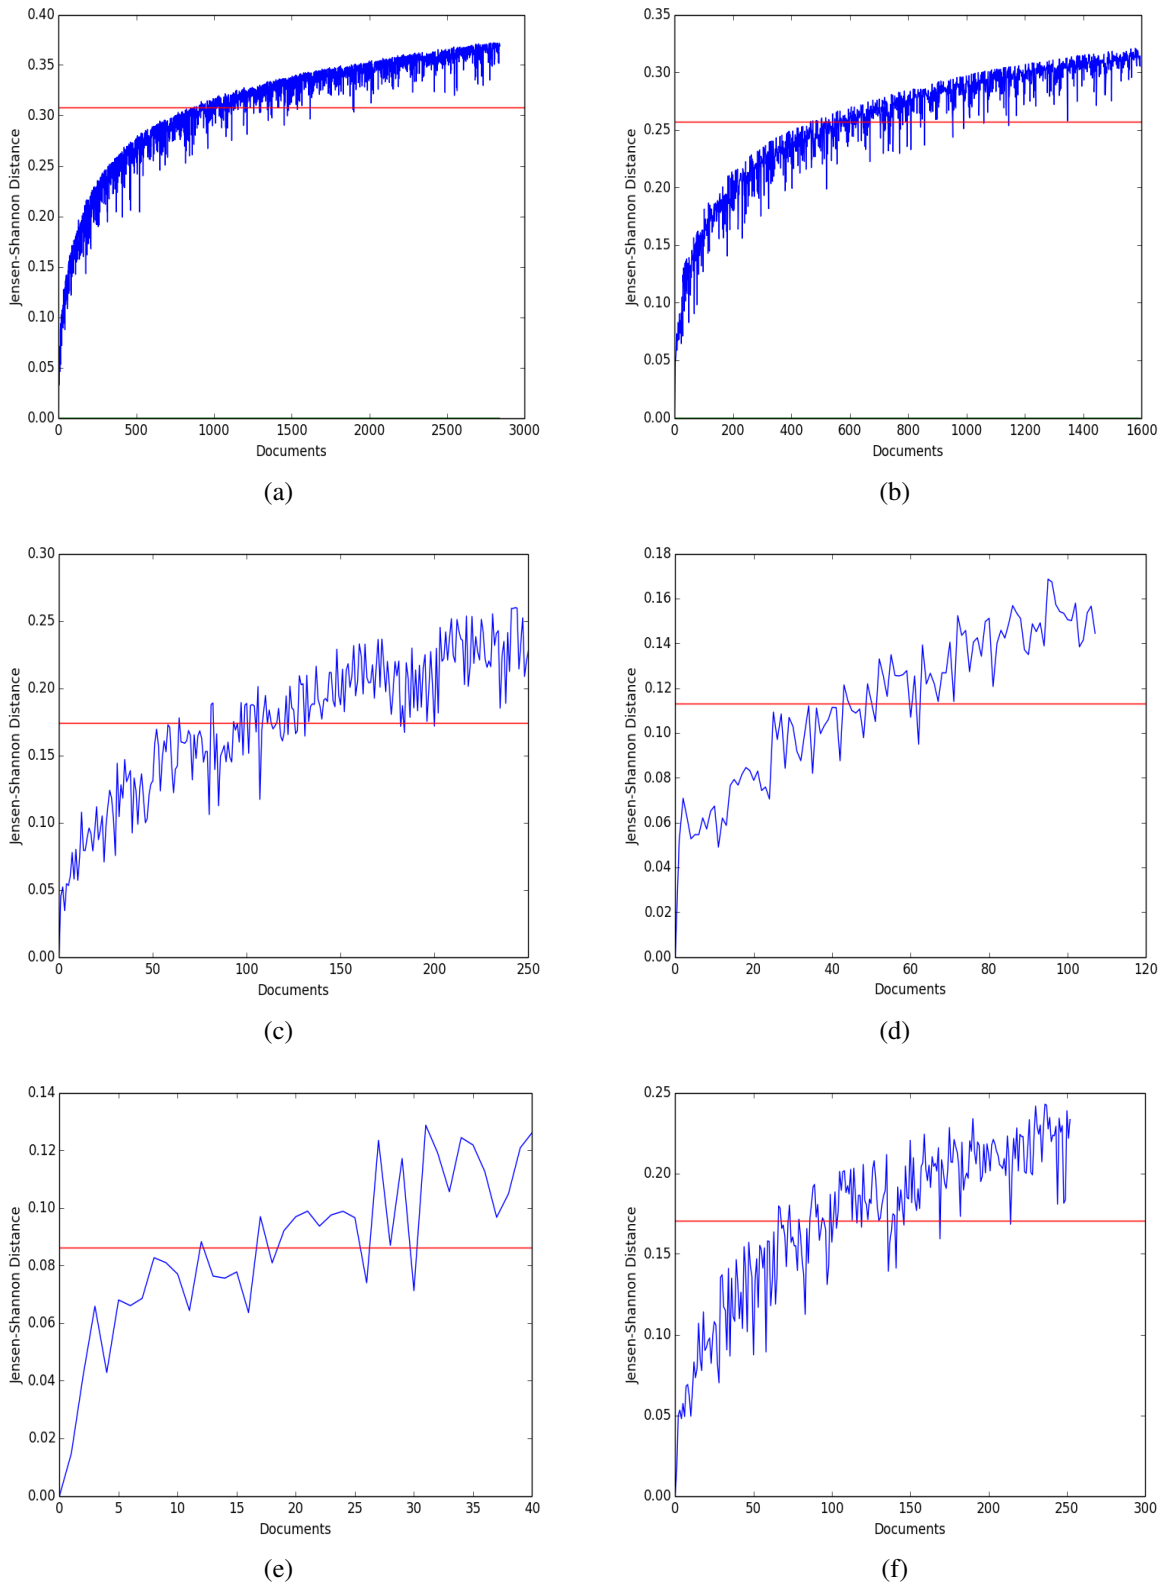 0.40
0.35
0.30
0.25
0.20
0.15
0.10
0.05
0.00
Jensen-Shannon Distance
0 500 1000 1500 2000 2500 3000
Documents
(a)
0.35
0.30
0.25
0.20
0.15
0.10
0.05
0.00
Jensen-Shannon Distance
0 200 400 600 800 1000 1200 1400 1600
Documents
(b)
0.30
0.25
0.20
0.15
0.10
0.05
0.00
Jensen-Shannon Distance
0 50 100 150 200 250
Documents
(c)
0.18
0.16
0.14
0.12
0.10
0.08
0.06
0.04
0.02
0.00
Jensen-Shannon Distance
0 20 40 60 80 100 120
Documents
(d)
0.14
0.12
0.10
0.08
0.06
0.04
0.02
0.00
Jensen-Shannon Distance
0 5 10 15 20 25 30 35 40
Documents
(e)
0.25
0.20
0.15
0.10
0.05
0.00
Jensen-Shannon Distance
0 50 100 150 200 250 300
Documents
(f)